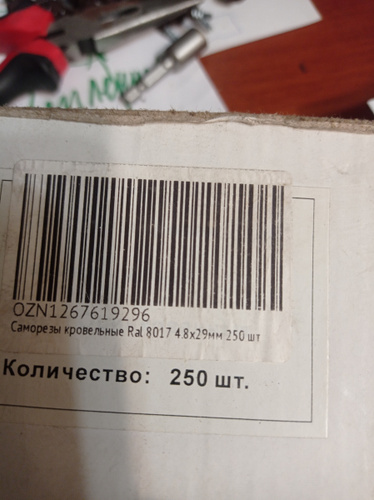 OZN1267619296
Саморезы кровельные Ral 8017 4.8x29мм 250 шт
Количество: 250 шт.